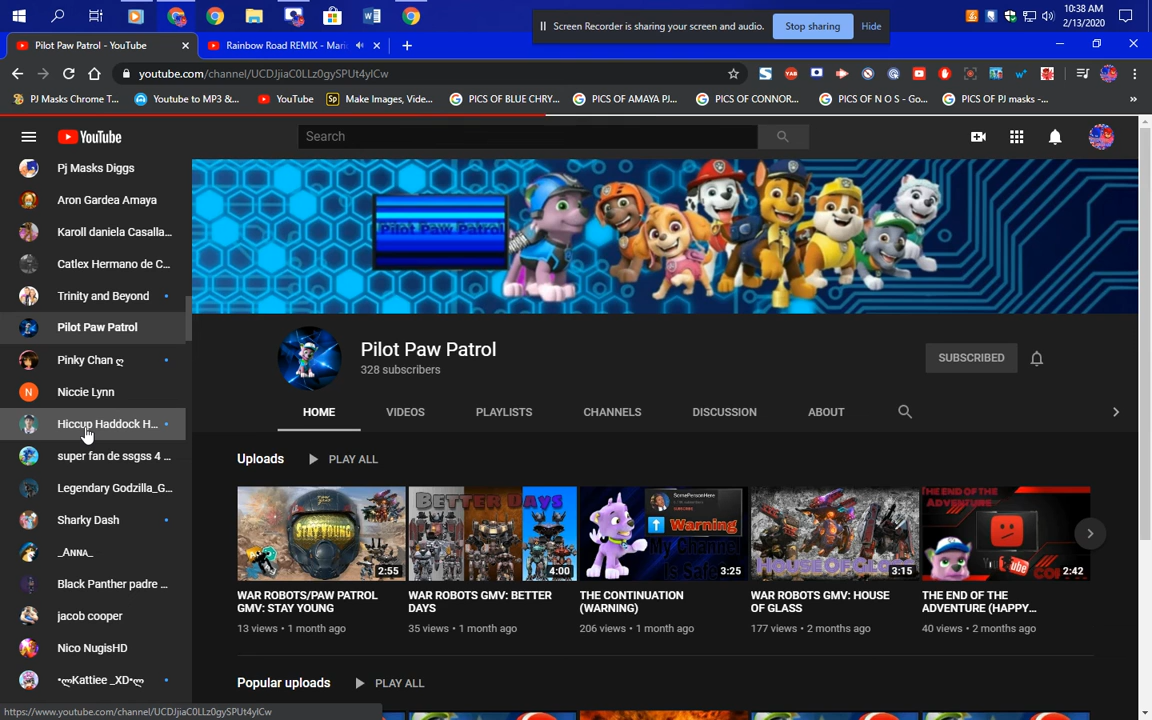 10:38 AM
2/13/2020
Screen Recorder is sharing your screen and audio. Stop sharing Hide
Pilot Paw Patrol - YouTube
Rainbow Road REMIX - Mari
youtube.com/channel/UCDJjiaC0LLz0gySPUt4ylCw
PJ Masks Chrome T...
Youtube to MP3 &...
YouTube
Make Images, Vide...
PICS OF BLUE CHRY...
PICS OF AMAYA PJ...
PICS OF CONNOR...
PICS OF N O S - Go...
PICS OF PJ masks -...
YouTube
Search
Pj Masks Diggs
Aron Gardea Amaya
Karoll daniela Casalla...
Catlex Hermano de C...
Trinity and Beyond
Pilot Paw Patrol
Pinky Chan ღ
Niccie Lynn
Hiccup Haddock H...
super fan de ssgss 4 ...
Legendary Godzilla_G...
Sharky Dash
_Anna_
Black Panther padre ...
jacob cooper
Nico NugisHD
•ლKattiee _XD•ლ
Pilot Paw Patrol
Pilot Paw Patrol
328 subscribers
SUBSCRIBED
HOME VIDEOS PLAYLISTS CHANNELS DISCUSSION ABOUT
Uploads PLAY ALL
STAY YOUNG
2:55
BETTER DAYS
4:00
SomePersonHere
Warning
My Channel
is Safe
3:25
HOUSE OF GLASS
3:15
THE END OF THE
ADVENTURE
2:42
WAR ROBOTS/PAW PATROL
GMV: STAY YOUNG
13 views • 1 month ago
WAR ROBOTS GMV: BETTER
DAYS
35 views • 1 month ago
THE CONTINUATION
(WARNING)
206 views • 1 month ago
WAR ROBOTS GMV: HOUSE
OF GLASS
177 views • 2 months ago
THE END OF THE
ADVENTURE (HAPPY...
40 views • 2 months ago
Popular uploads PLAY ALL
https://www.youtube.com/channel/UCDJjiaC0LLz0gySPUt4ylCw